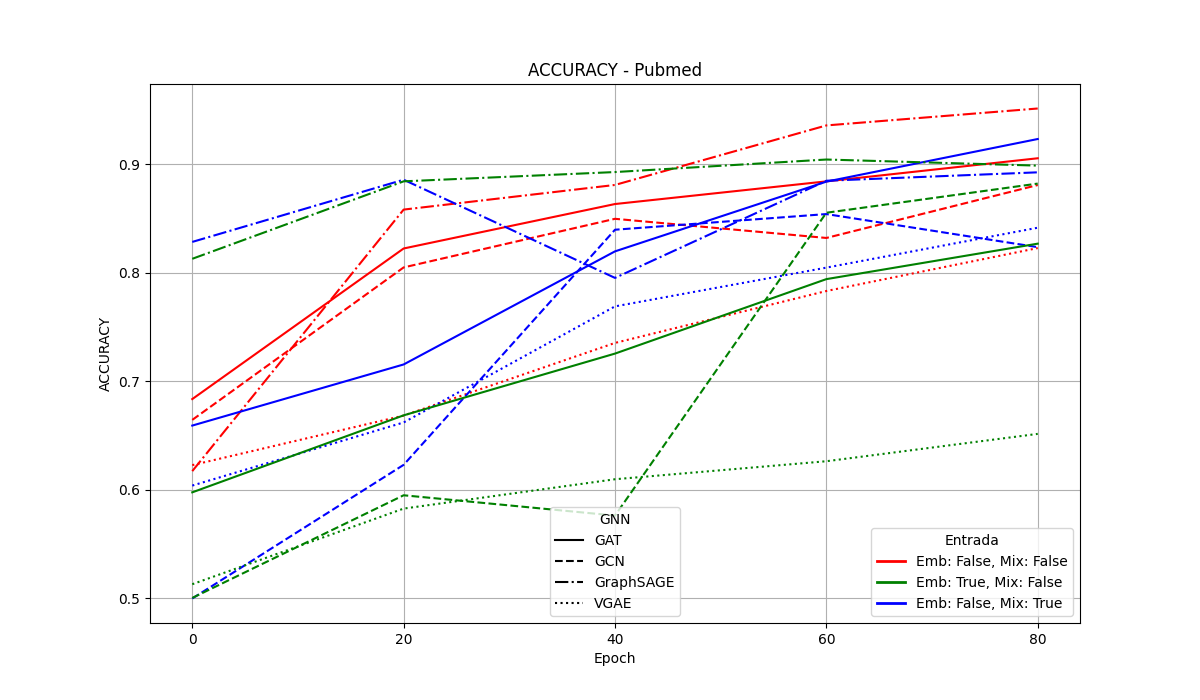 ACCURACY - Pubmed
ACCURACY
0.9
0.8
0.7
0.6
0.5
0
20
40
60
80
Epoch
GNN
GAT
GCN
GraphSAGE
VGAE
Entrada
Emb: False, Mix: False
Emb: True, Mix: False
Emb: False, Mix: True